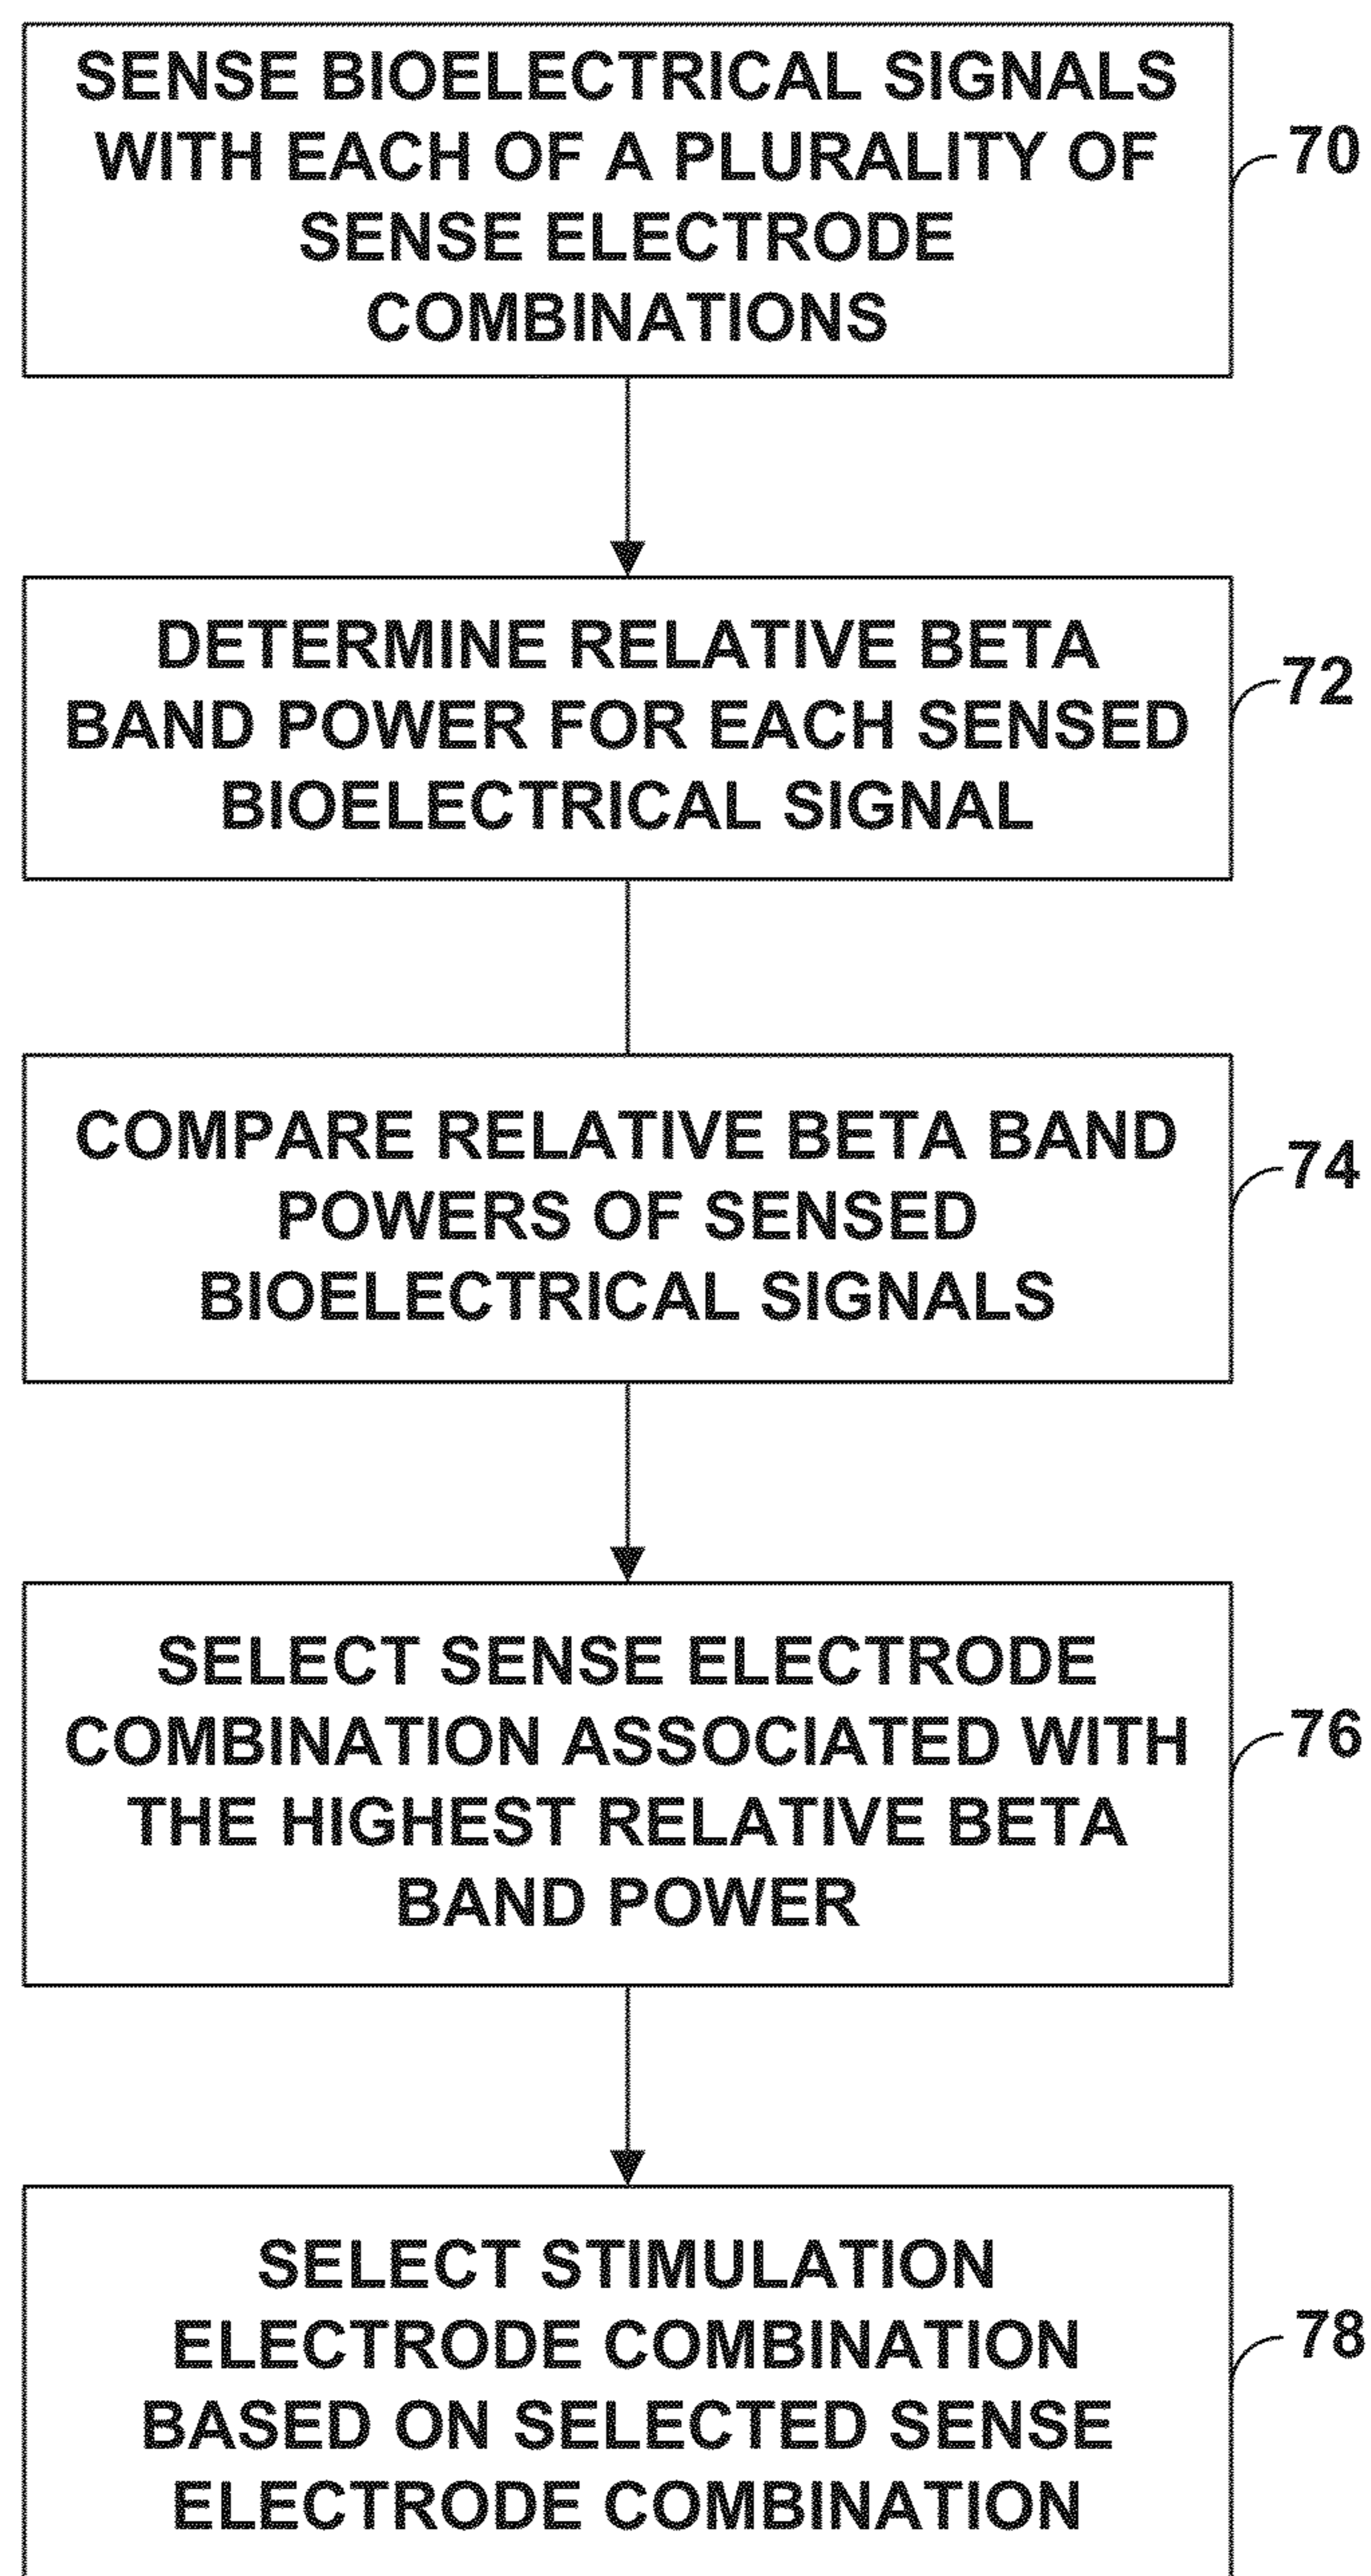 SENSE BIOELECTRICAL SIGNALS
WITH EACH OF A PLURALITY OF
SENSE ELECTRODE
COMBINATIONS
70
DETERMINE RELATIVE BETA
BAND POWER FOR EACH SENSED
BIOELECTRICAL SIGNAL
72
COMPARE RELATIVE BETA BAND
POWERS OF SENSED
BIOELECTRICAL SIGNALS
74
SELECT SENSE ELECTRODE
COMBINATION ASSOCIATED WITH
THE HIGHEST RELATIVE BETA
BAND POWER
76
SELECT STIMULATION
ELECTRODE COMBINATION
BASED ON SELECTED SENSE
ELECTRODE COMBINATION
78